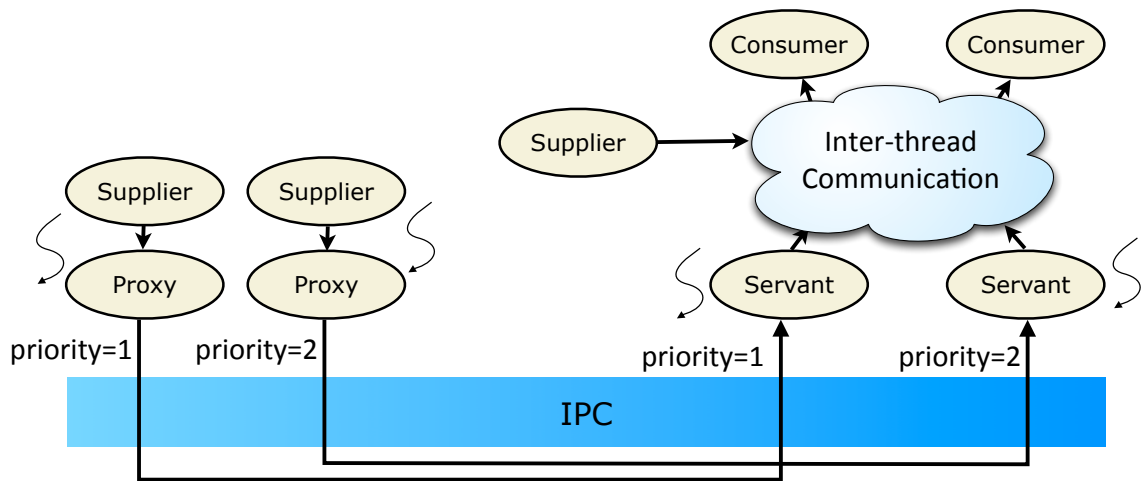 Consumer
Consumer
Supplier
Inter-thread
Communication
Supplier
Supplier
Proxy
Proxy
Servant
Servant
priority=1
priority=2
priority=1
priority=2
IPC